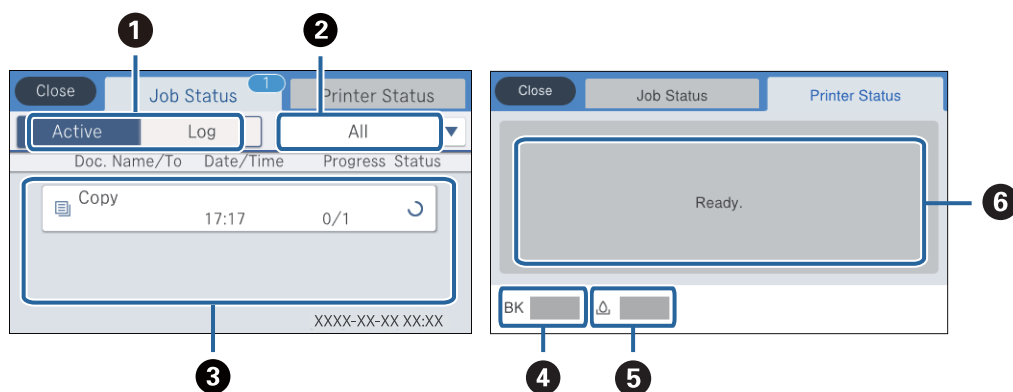 1 2
Close Job Status 1 Printer Status
Active Log All
Doc. Name/To Date/Time Progress Status
Copy
17:17 0/1
XXXX-XX-XX XX:XX
3
Close Job Status Printer Status
Ready.
6
BK
4 5